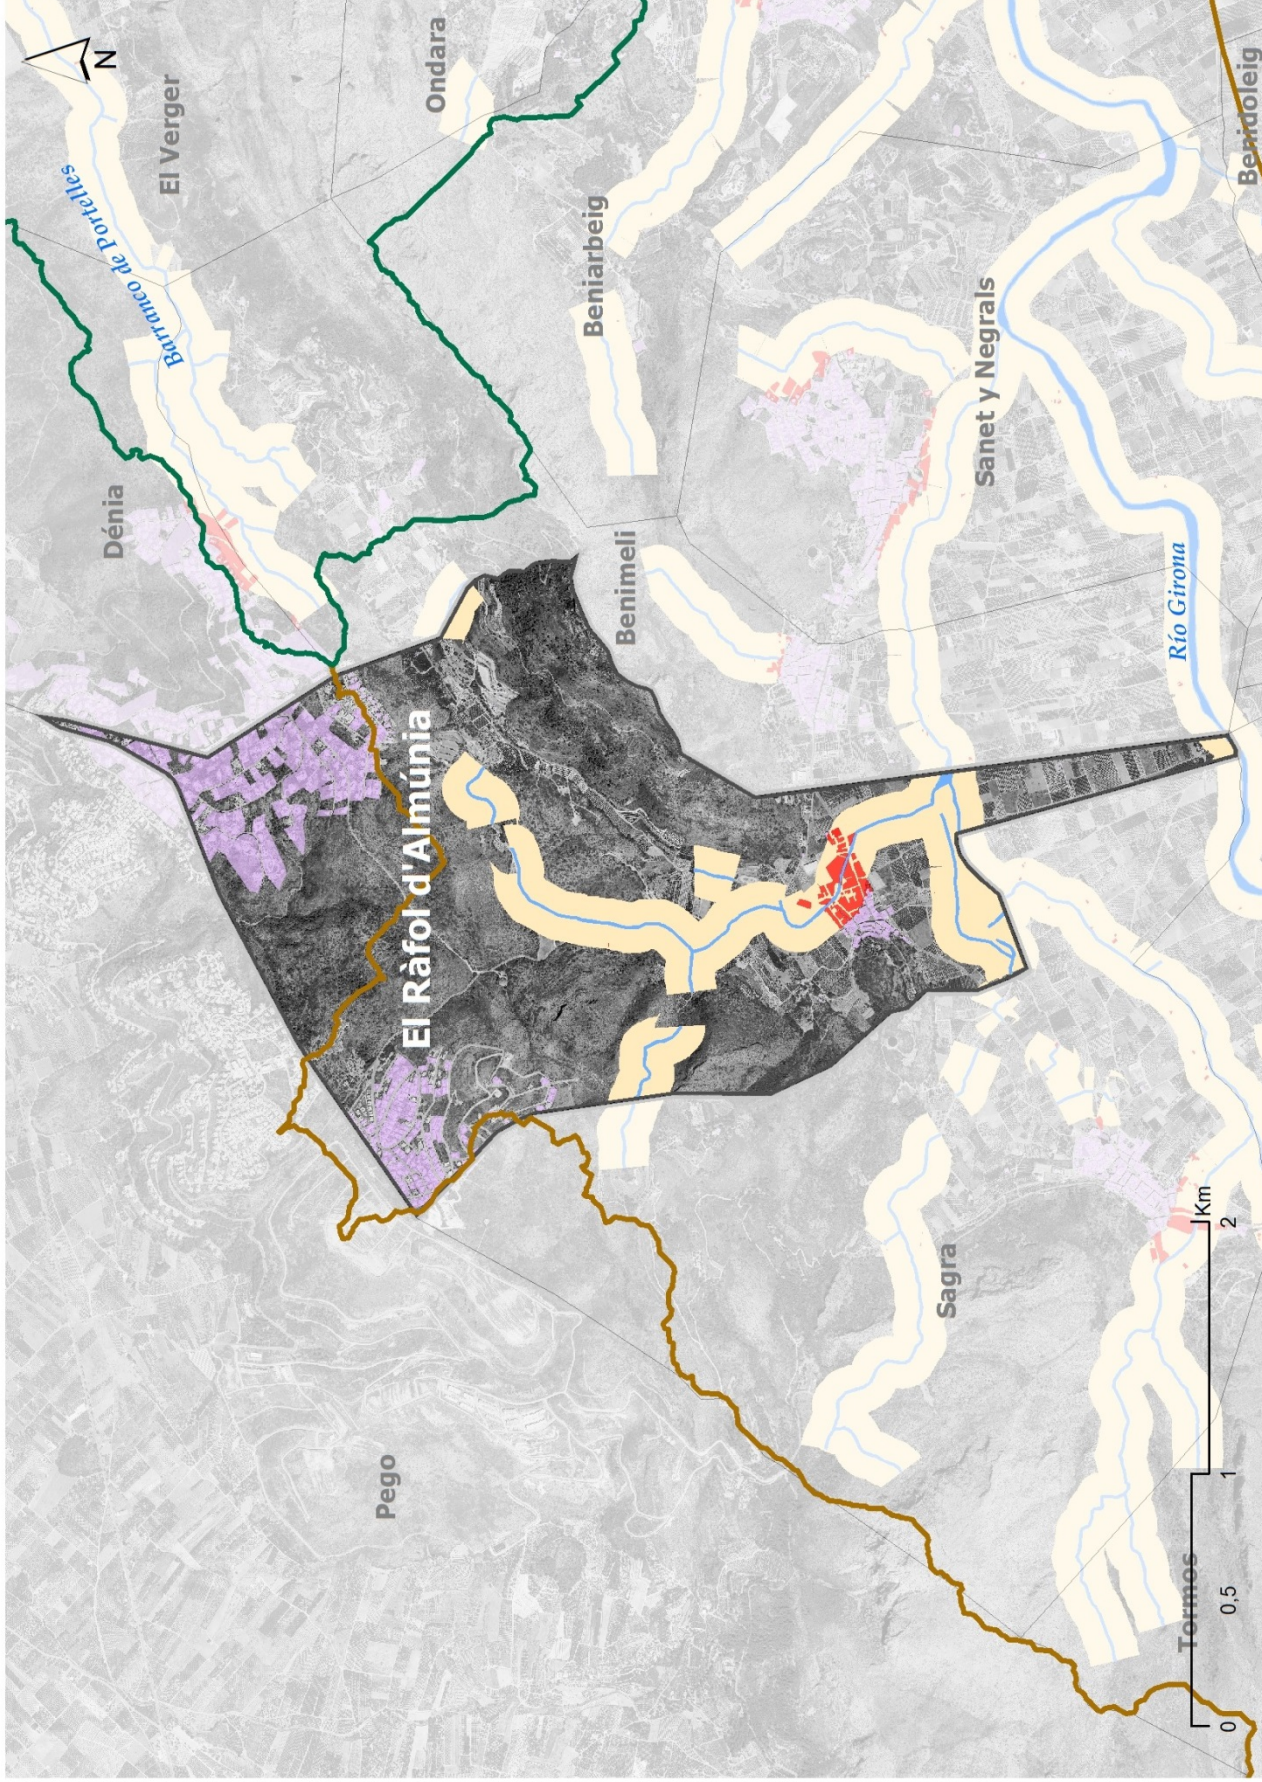 N
El Verger
Ondara
Barranco de Portelles
Dénia
Beniarbeig
Benidoleig
Sanet y Negrals
Benimeli
Río Girona
El Ràfol d'Almúnia
Pego
Sagra
Tormos
0 0,5 1 2
Km